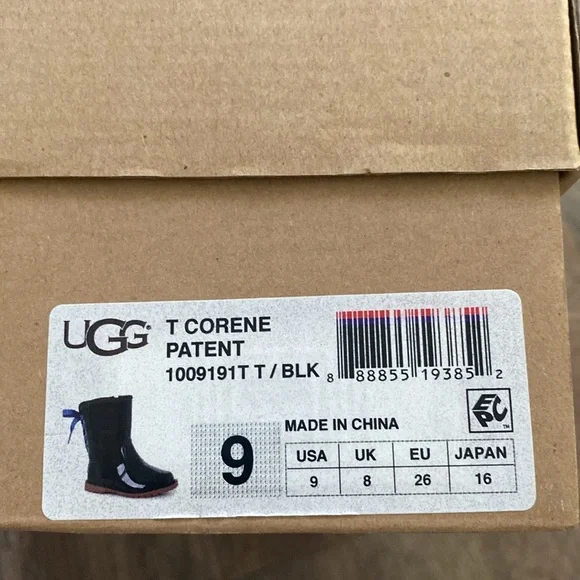 UGG®
T CORENE
PATENT
1009191T T / BLK
8 88855 19385 2
MADE IN CHINA
EPC™
9
USA UK EU JAPAN
9 8 26 16